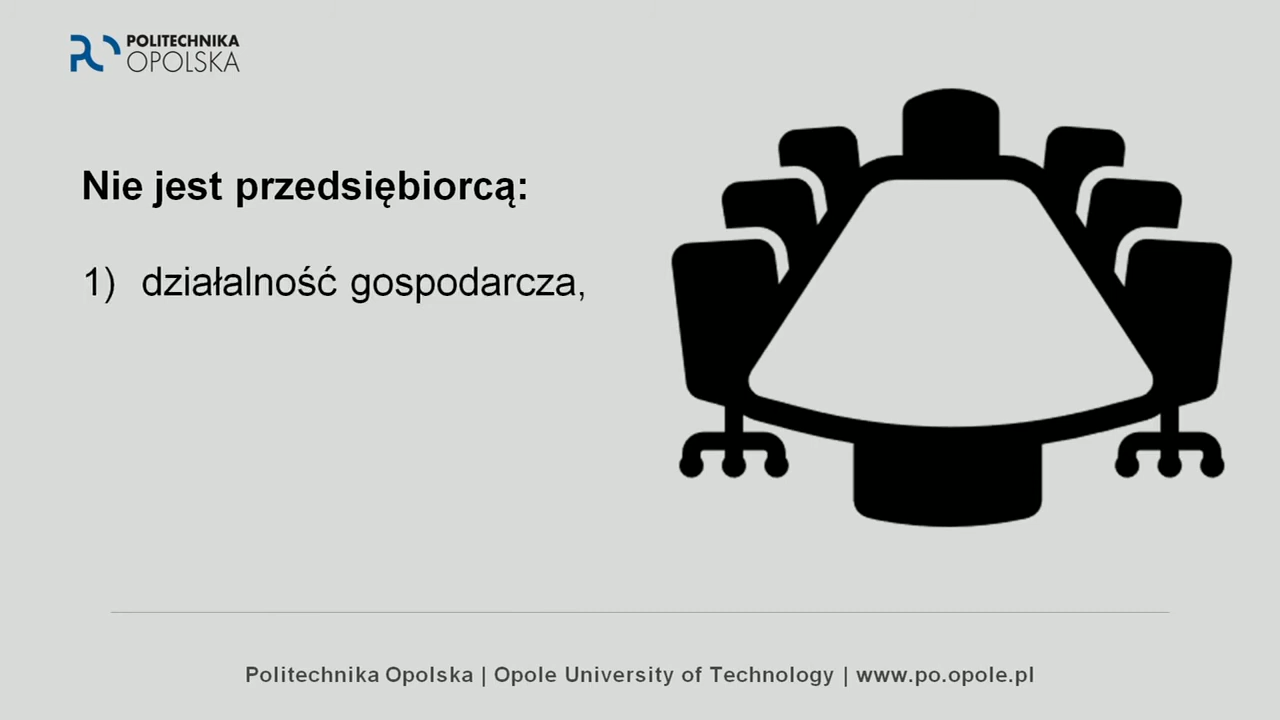 POLITECHNIKA
OPOLSKA
Nie jest przedsiębiorcą:
1) działalność gospodarcza,
Politechnika Opolska | Opole University of Technology | www.po.opole.pl